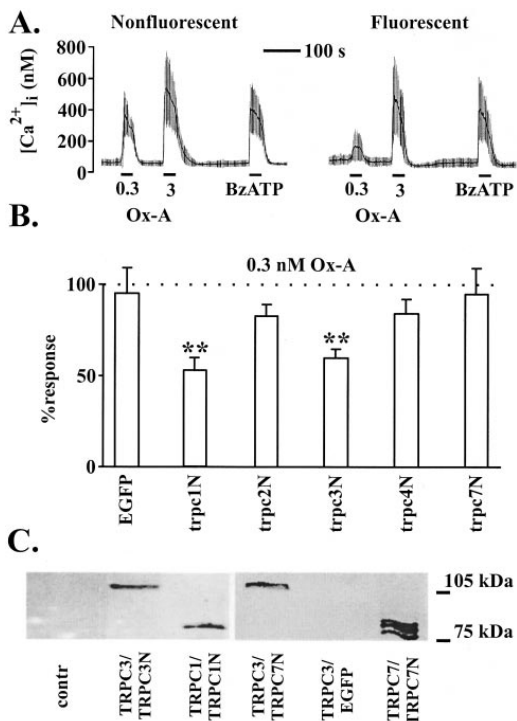 A.
Nonfluorescent
Fluorescent
100 s
[Ca2+]i (nM)
800
600
400
200
0
0.3
3
BzATP
0.3
3
BzATP
Ox-A
Ox-A
B.
0.3 nM Ox-A
%response
100
50
0
**
**
EGFP
trpc1N
trpc2N
trpc3N
trpc4N
trpc7N
C.
105 kDa
75 kDa
contr
TRPC3/
TRPC3N
TRPC1/
TRPC1N
TRPC3/
TRPC7N
TRPC3/
EGFP
TRPC7/
TRPC7N